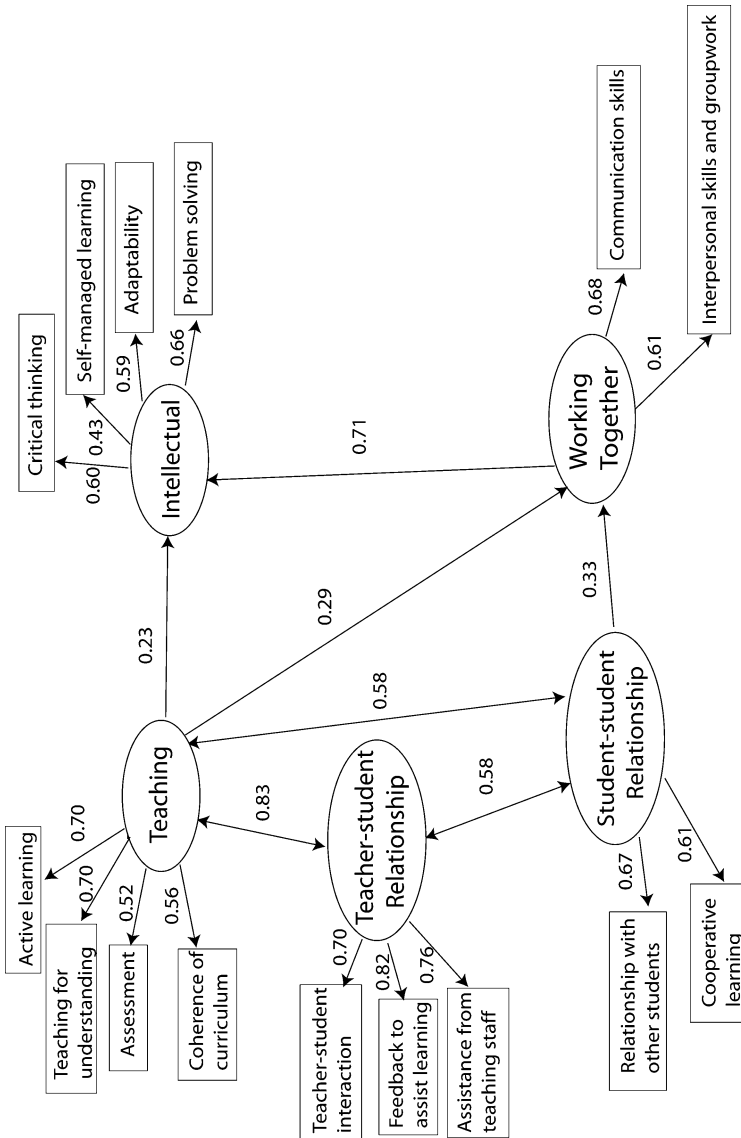 Active learning
0.70
Teaching for
understanding
0.70
Assessment
0.52
Coherence of
curriculum
0.56
Teaching
0.23
Critical thinking
0.60
Self-managed learning
0.43
Adaptability
0.59
Problem solving
0.66
Intellectual
0.83
0.58
0.29
0.71
Teacher-student
interaction
0.70
Feedback to
assist learning
0.82
Assistance from
teaching staff
0.76
Teacher-student
Relationship
0.58
Relationship with
other students
0.67
Cooperative
learning
0.61
Student-student
Relationship
0.33
Working
Together
0.68
Communication skills
0.61
Interpersonal skills and groupwork